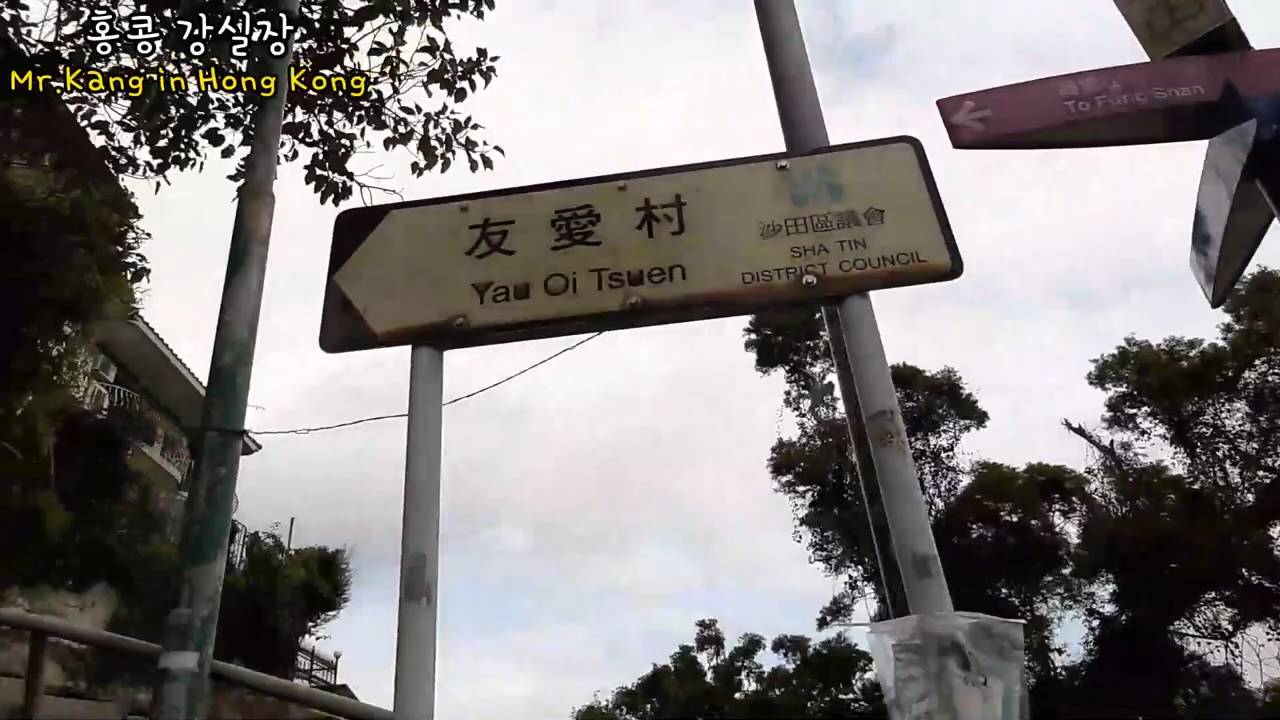 홍콩 강실장
Mr.Kang in Hong Kong
To Fung Shan
友愛村
Yau Oi Tsuen
沙田區議會
SHA TIN
DISTRICT COUNCIL